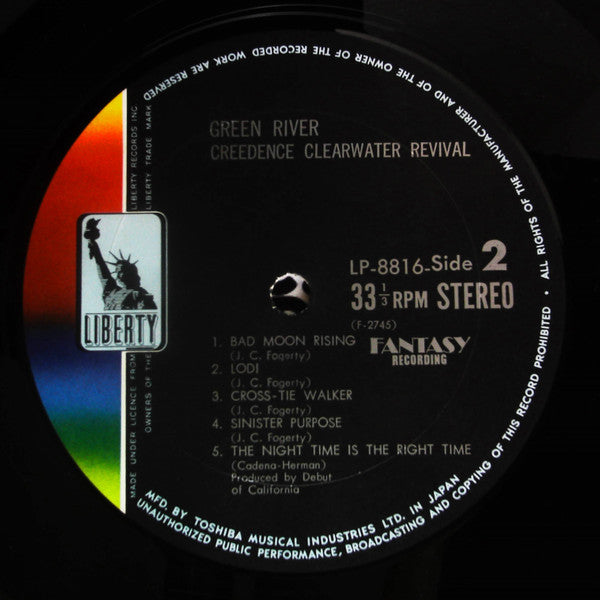 GREEN RIVER
CREEDENCE CLEARWATER REVIVAL
LP-8816-Side 2
33 1/3 RPM STEREO
(F-2745)
FANTASY
RECORDING
1. BAD MOON RISING
(J. C. Fogerty)
2. LODI
(J. C. Fogerty)
3. CROSS-TIE WALKER
(J. C. Fogerty)
4. SINISTER PURPOSE
(J. C. Fogerty)
5. THE NIGHT TIME IS THE RIGHT TIME
(Cadena-Herman)
Produced by Debut
of California
LIBERTY
MADE UNDER LICENCE FROM LIBERTY RECORDS INC
OWNERS OF THE LIBERTY TRADE MARK
MFD. BY TOSHIBA MUSICAL INDUSTRIES LTD. IN JAPAN
ALL RIGHTS OF THE MANUFACTURER AND OF THE OWNER OF THE RECORDED WORK ARE RESERVED
UNAUTHORIZED PUBLIC PERFORMANCE, BROADCASTING AND COPYING OF THIS RECORD PROHIBITED •